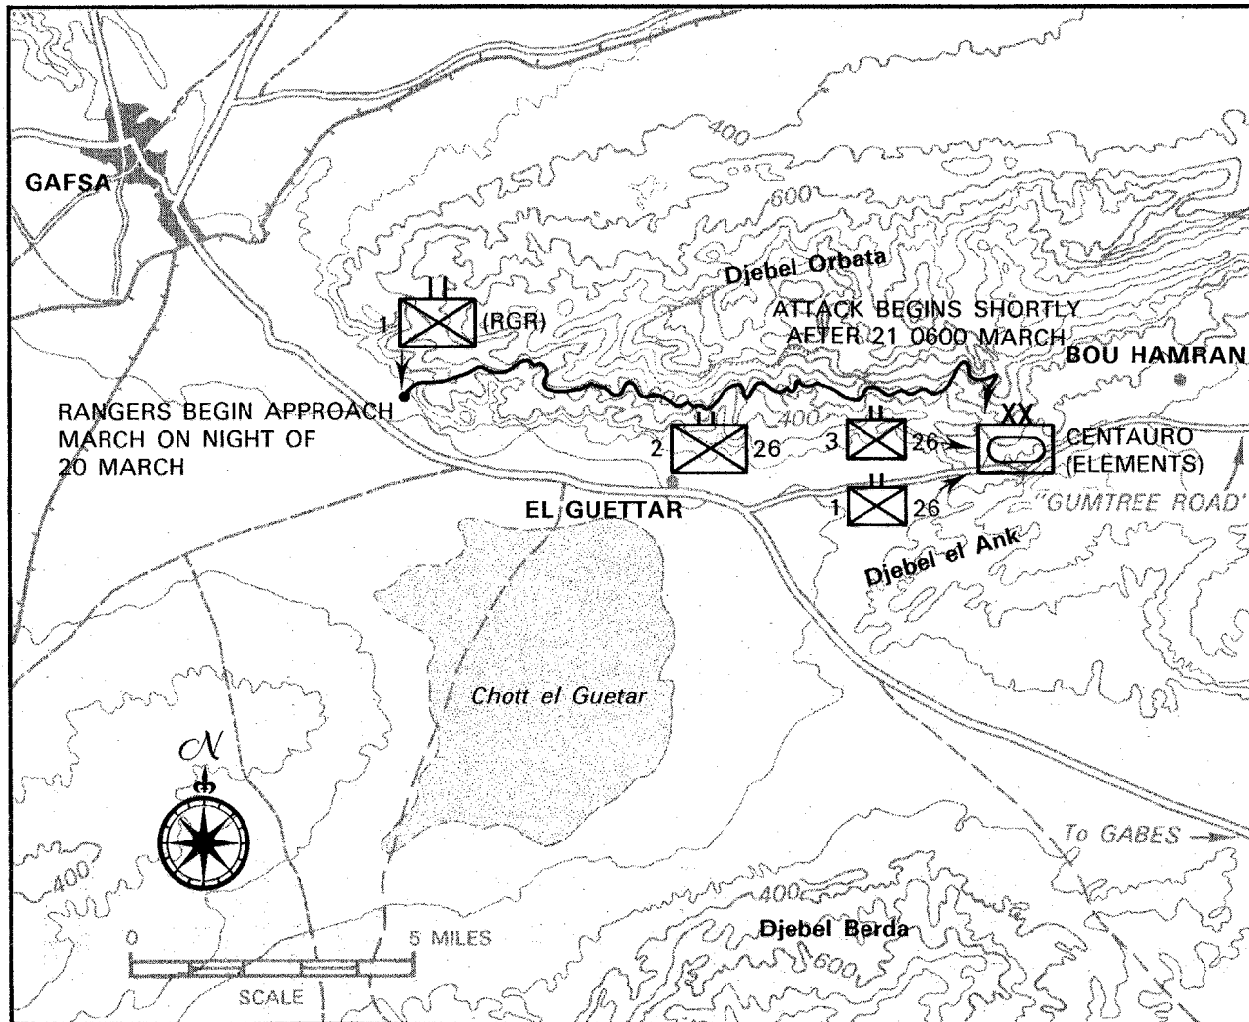 400
GAFSA
600
Djebel Orbata
1
(RGR)
ATTACK BEGINS SHORTLY
AFTER 21 0600 MARCH
BOU HAMRAN
RANGERS BEGIN APPROACH
MARCH ON NIGHT OF
20 MARCH
400
XX
2
26
3
26
CENTAURO
(ELEMENTS)
1
26
"GUMTREE ROAD"
EL GUETTAR
Djebel el Ank
Chott el Guetar
N
To GABES
400
400
Djebel Berda
600
0
5 MILES
SCALE